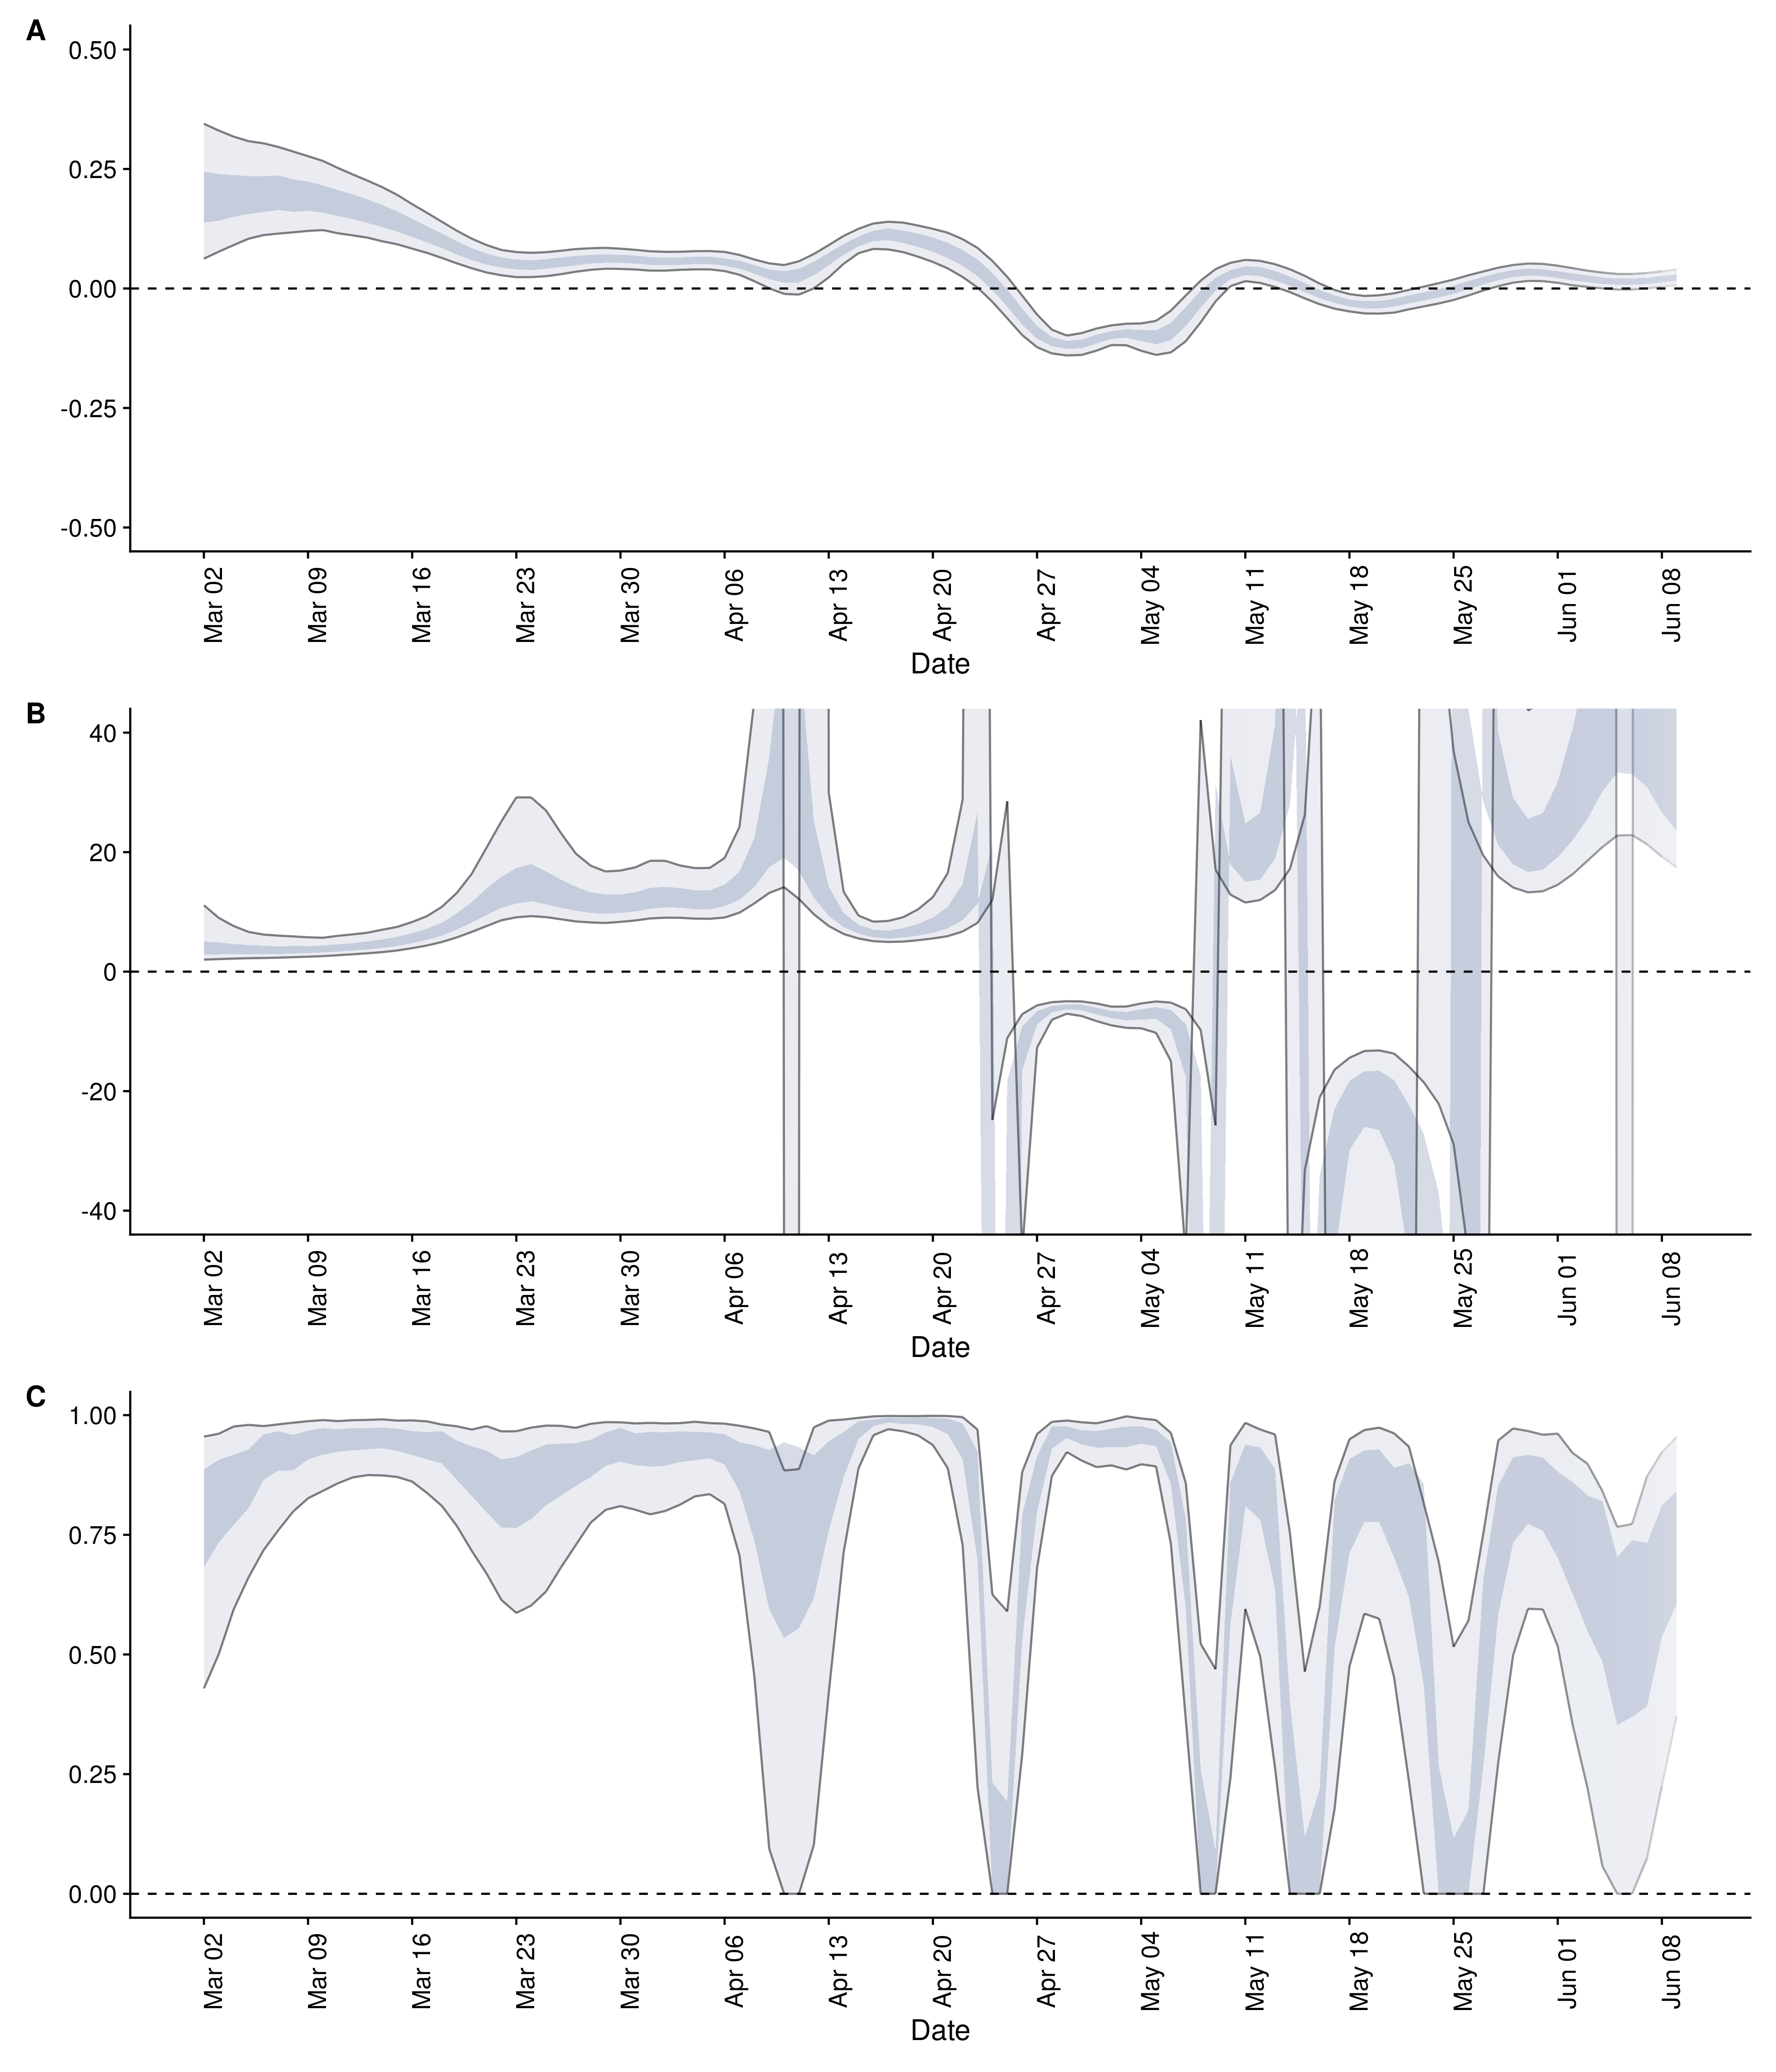 A
0.50
0.25
0.00
-0.25
-0.50
Mar 02
Mar 09
Mar 16
Mar 23
Mar 30
Apr 06
Apr 13
Apr 20
Apr 27
May 04
May 11
May 18
May 25
Jun 01
Jun 08
Date
B
40
20
0
-20
-40
Mar 02
Mar 09
Mar 16
Mar 23
Mar 30
Apr 06
Apr 13
Apr 20
Apr 27
May 04
May 11
May 18
May 25
Jun 01
Jun 08
Date
C
1.00
0.75
0.50
0.25
0.00
Mar 02
Mar 09
Mar 16
Mar 23
Mar 30
Apr 06
Apr 13
Apr 20
Apr 27
May 04
May 11
May 18
May 25
Jun 01
Jun 08
Date